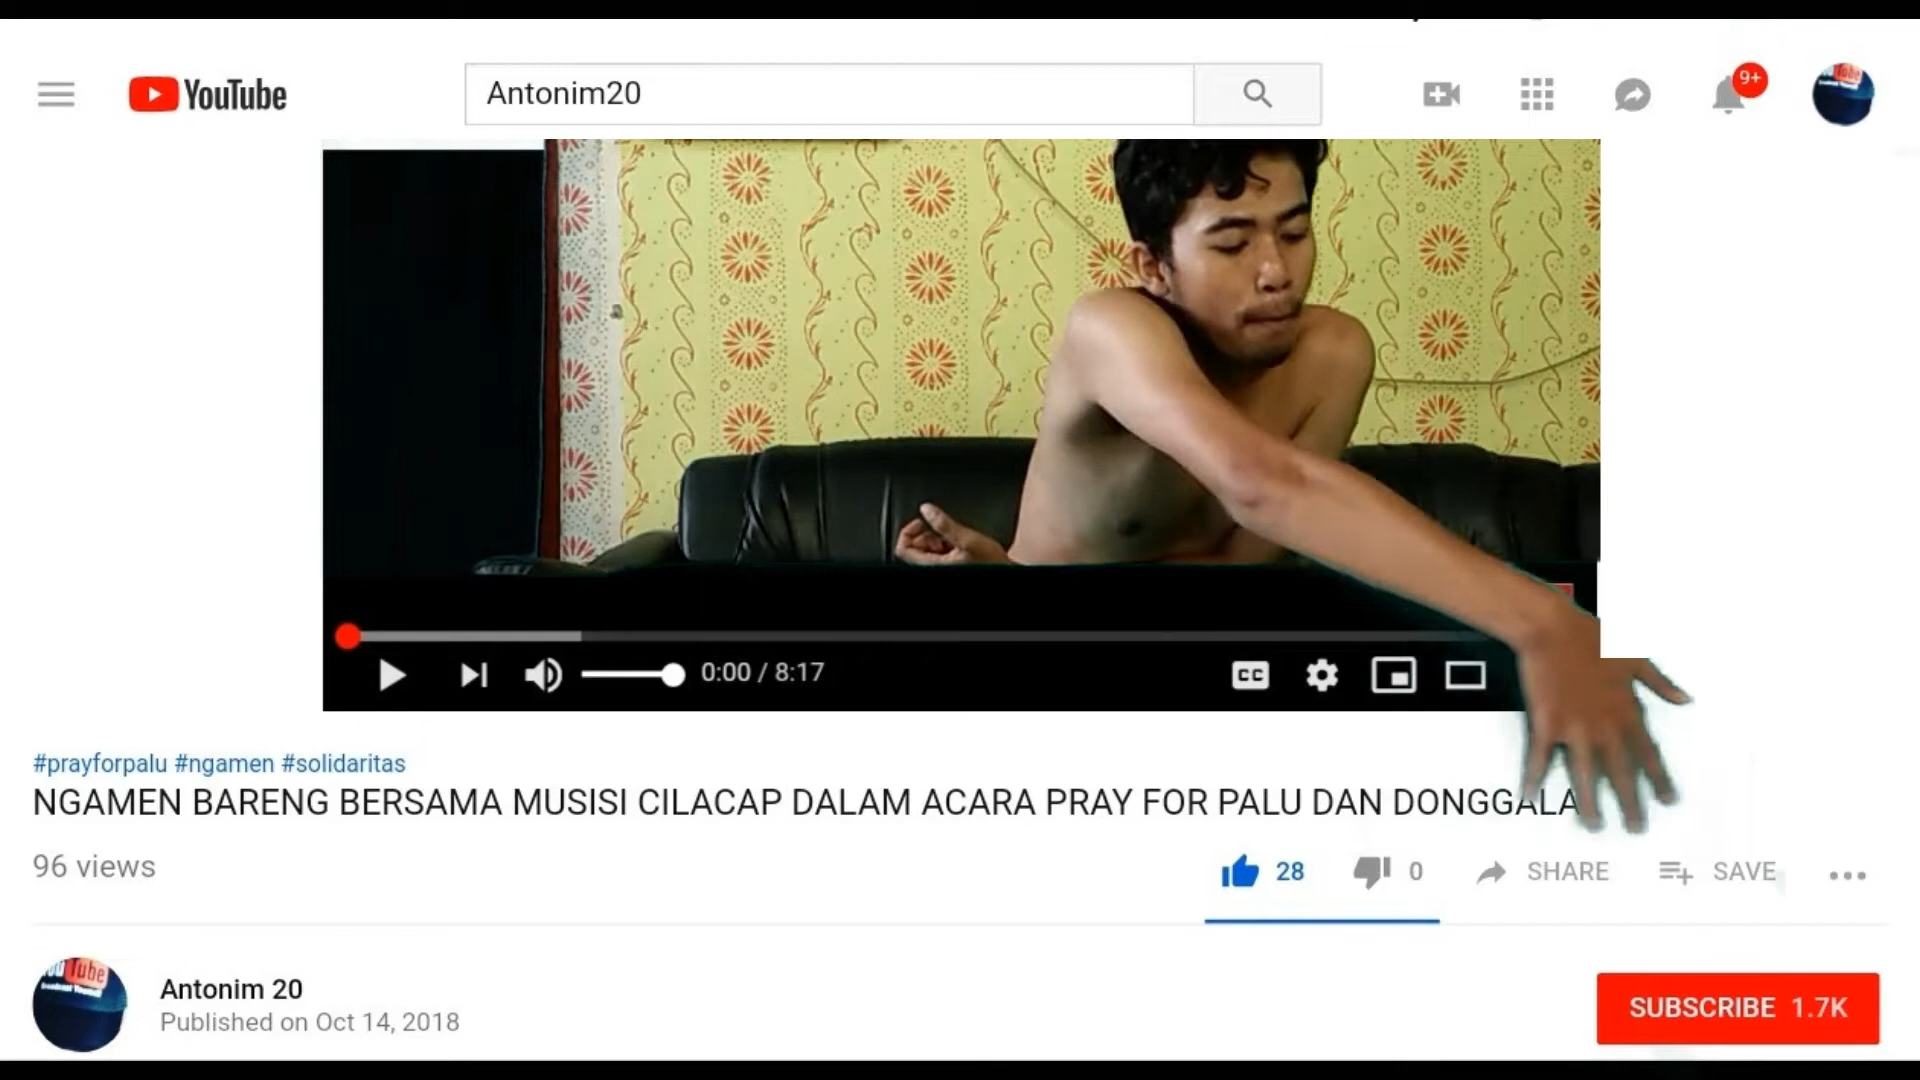 YouTube
Antonim20
9+
0:00 / 8:17
CC
#prayforpalu #ngamen #solidaritas
NGAMEN BARENG BERSAMA MUSISI CILACAP DALAM ACARA PRAY FOR PALU DAN DONGGALA
96 views
28
0
SHARE
SAVE
Antonim 20
Published on Oct 14, 2018
SUBSCRIBE 1.7K